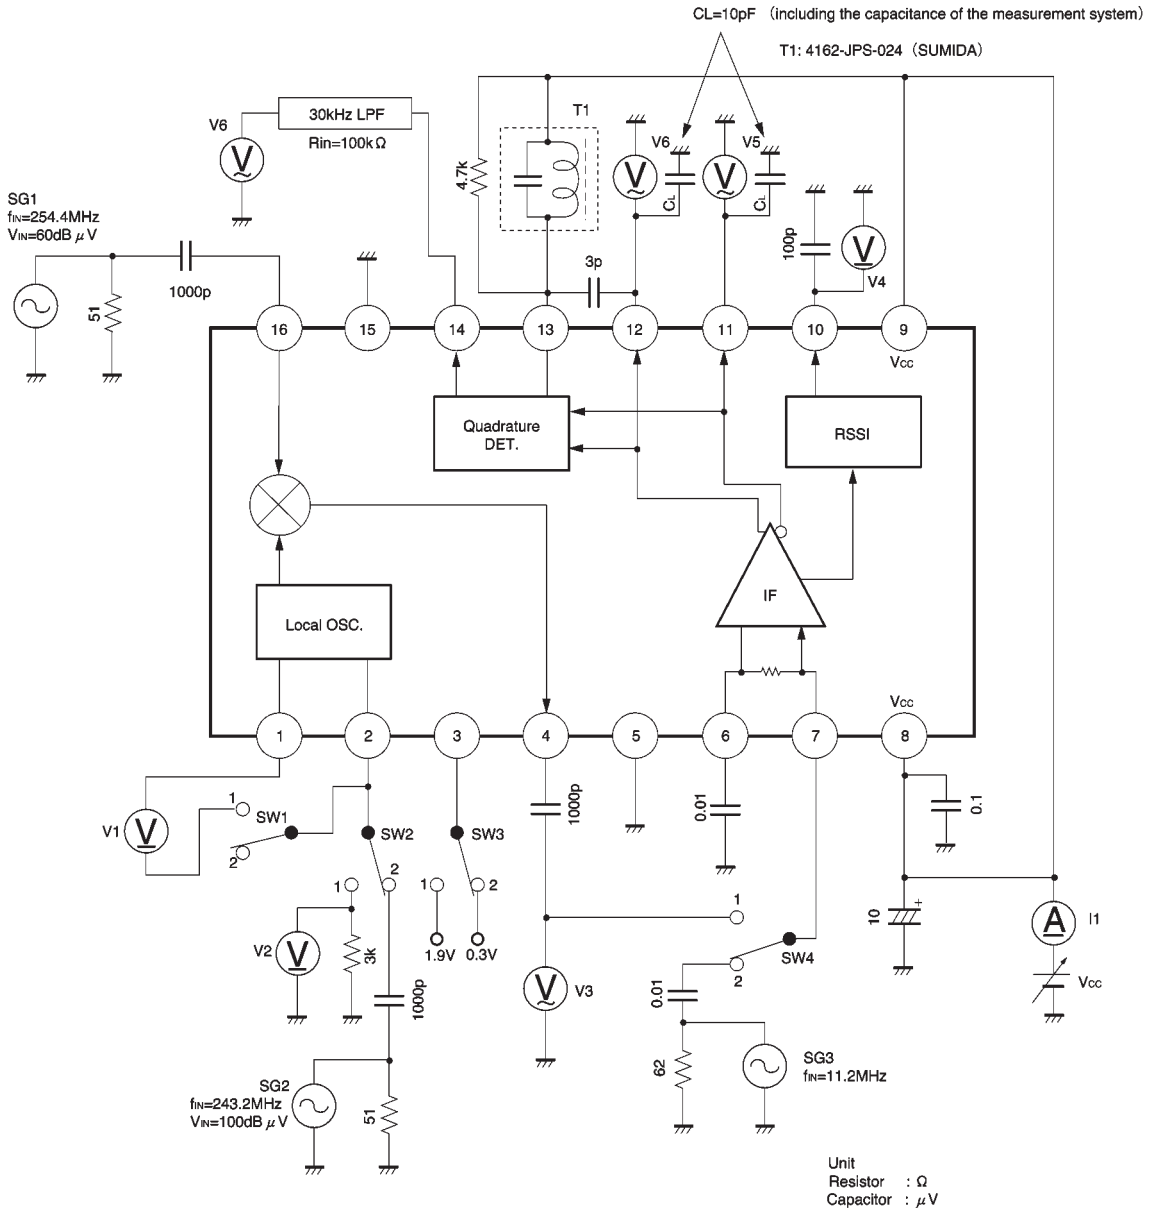 CL=10pF (including the capacitance of the measurement system)
T1: 4162-JPS-024 (SUMIDA)
30kHz LPF
Rin=100kΩ
V6
T1
4.7k
V6
CL
V5
CL
100p
V4
SG1
fIN=254.4MHz
VIN=60dBμV
51
1000p
3p
16
15
14
13
12
11
10
9
VCC
Quadrature
DET.
RSSI
IF
Local OSC.
VCC
1
2
3
4
5
6
7
8
V1
1
SW1
2
SW2
1
2
V2
3k
1000p
SW3
1
2
1.9V
0.3V
1000p
V3
0.01
1
SW4
2
0.01
62
SG3
fIN=11.2MHz
0.1
10
+
A
I1
VCC
SG2
fIN=243.2MHz
VIN=100dBμV
51
V
V
V
V
V
V
V
V
Unit
Resistor : Ω
Capacitor : μV